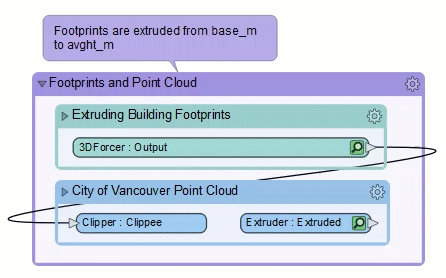 Footprints are extruded from base_m
to avght_m
Footprints and Point Cloud
Extruding Building Footprints
3DForcer : Output
City of Vancouver Point Cloud
Clipper : Clippee
Extruder : Extruded